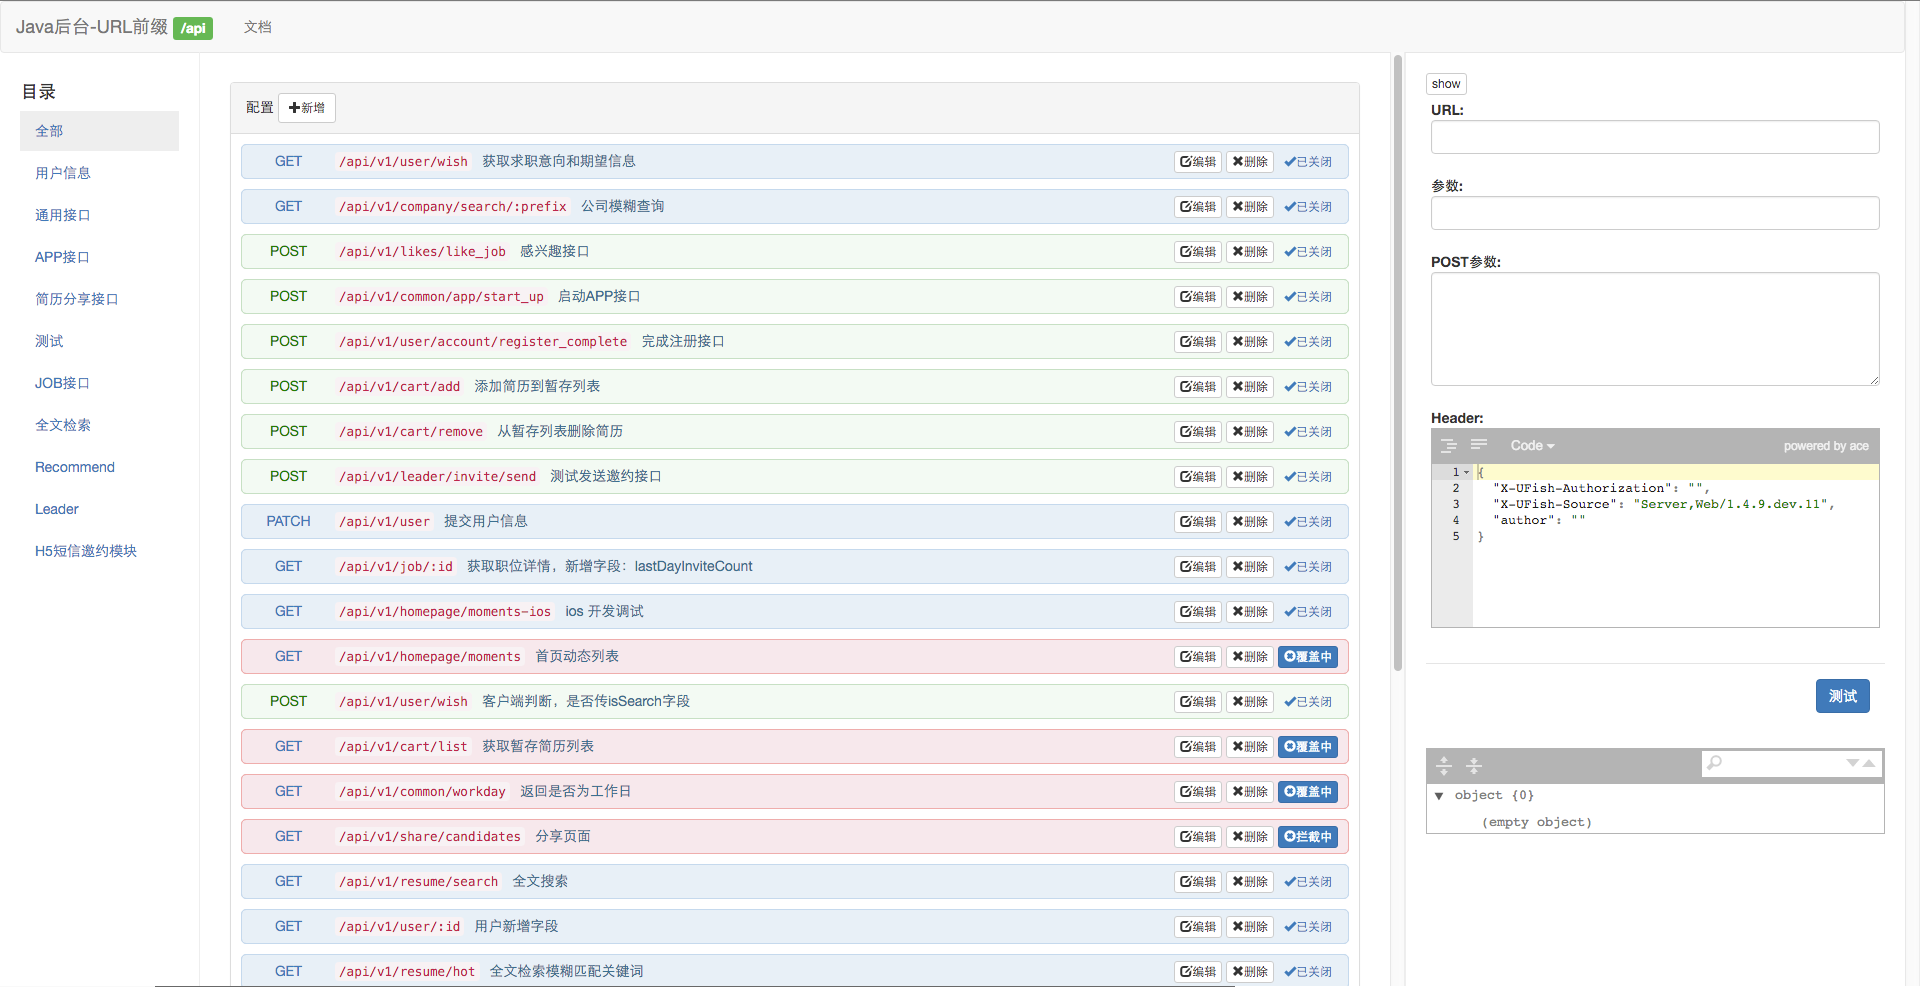 Java后台-URL前缀 /api 文档
目录
全部
用户信息
通用接口
APP接口
简历分享接口
测试
JOB接口
全文检索
Recommend
Leader
H5短信邀约模块
配置 新增
GET /api/v1/user/wish 获取求职意向和期望信息 编辑 删除 已关闭
GET /api/v1/company/search/:prefix 公司模糊查询 编辑 删除 已关闭
POST /api/v1/likes/like_job 感兴趣接口 编辑 删除 已关闭
POST /api/v1/common/app/start_up 启动APP接口 编辑 删除 已关闭
POST /api/v1/user/account/register_complete 完成注册接口 编辑 删除 已关闭
POST /api/v1/cart/add 添加简历到暂存列表 编辑 删除 已关闭
POST /api/v1/cart/remove 从暂存列表删除简历 编辑 删除 已关闭
POST /api/v1/leader/invite/send 测试发送邀约接口 编辑 删除 已关闭
PATCH /api/v1/user 提交用户信息 编辑 删除 已关闭
GET /api/v1/job/:id 获取职位详情，新增字段：lastDayInviteCount 编辑 删除 已关闭
GET /api/v1/homepage/moments-ios ios 开发调试 编辑 删除 已关闭
GET /api/v1/homepage/moments 首页动态列表 编辑 删除 覆盖中
POST /api/v1/user/wish 客户端判断，是否传isSearch字段 编辑 删除 已关闭
GET /api/v1/cart/list 获取暂存简历列表 编辑 删除 覆盖中
GET /api/v1/common/workday 返回是否为工作日 编辑 删除 覆盖中
GET /api/v1/share/candidates 分享页面 编辑 删除 拦截中
GET /api/v1/resume/search 全文搜索 编辑 删除 已关闭
GET /api/v1/user/:id 用户新增字段 编辑 删除 已关闭
GET /api/v1/resume/hot 全文检索模糊匹配关键词 编辑 删除 已关闭
show
URL:
参数:
POST参数:
Header:
Code powered by ace
1 {
2 "X-UFish-Authorization": "",
3 "X-UFish-Source": "Server,Web/1.4.9.dev.11",
4 "author": ""
5 }
测试
object {0}
(empty object)